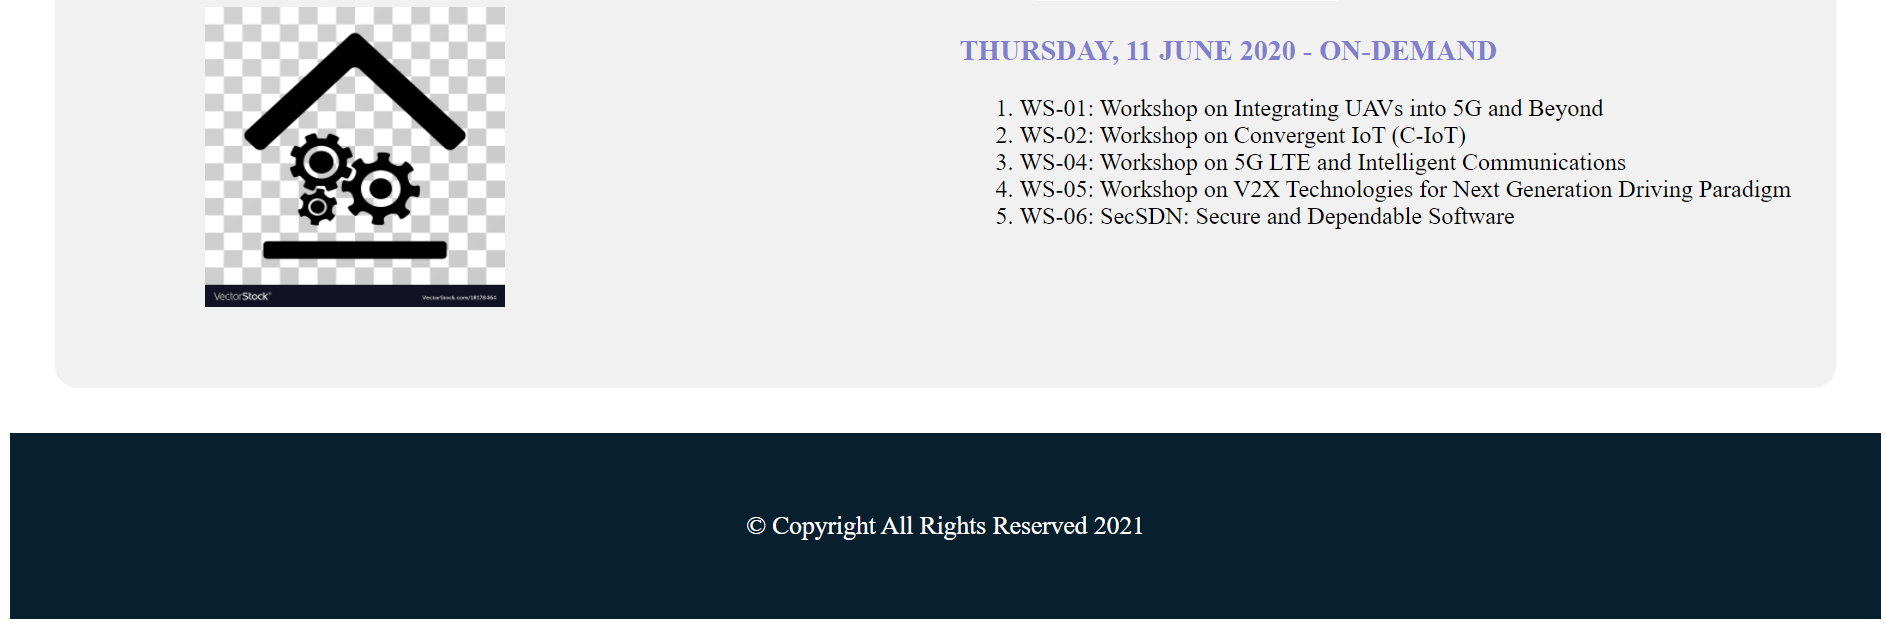 THURSDAY, 11 JUNE 2020 - ON-DEMAND
1. WS-01: Workshop on Integrating UAVs into 5G and Beyond
2. WS-02: Workshop on Convergent IoT (C-IoT)
3. WS-04: Workshop on 5G LTE and Intelligent Communications
4. WS-05: Workshop on V2X Technologies for Next Generation Driving Paradigm
5. WS-06: SecSDN: Secure and Dependable Software
VectorStock®
VectorStock.com/18178464
© Copyright All Rights Reserved 2021